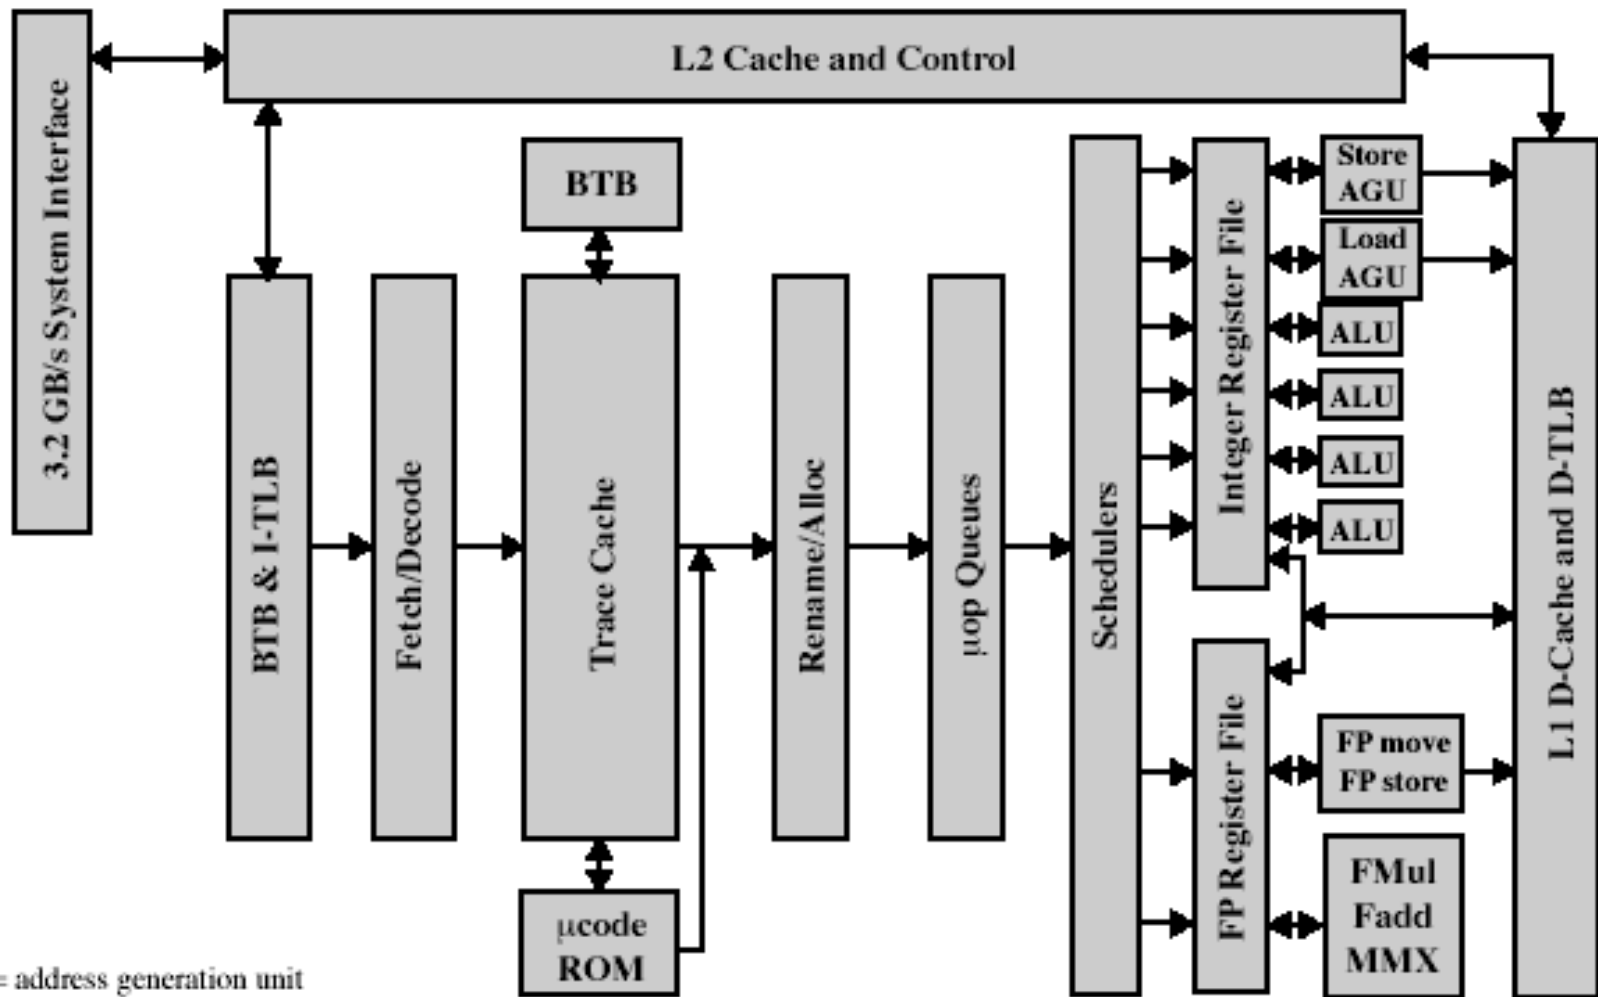 L2 Cache and Control
3.2 GB/s System Interface
BTB
BTB & I-TLB
Fetch/Decode
Trace Cache
μcode
ROM
Rename/Alloc
μop Queues
Schedulers
Integer Register File
FP Register File
Store
AGU
Load
AGU
ALU
ALU
ALU
ALU
FP move
FP store
FMul
Fadd
MMX
L1 D-Cache and D-TLB
= address generation unit